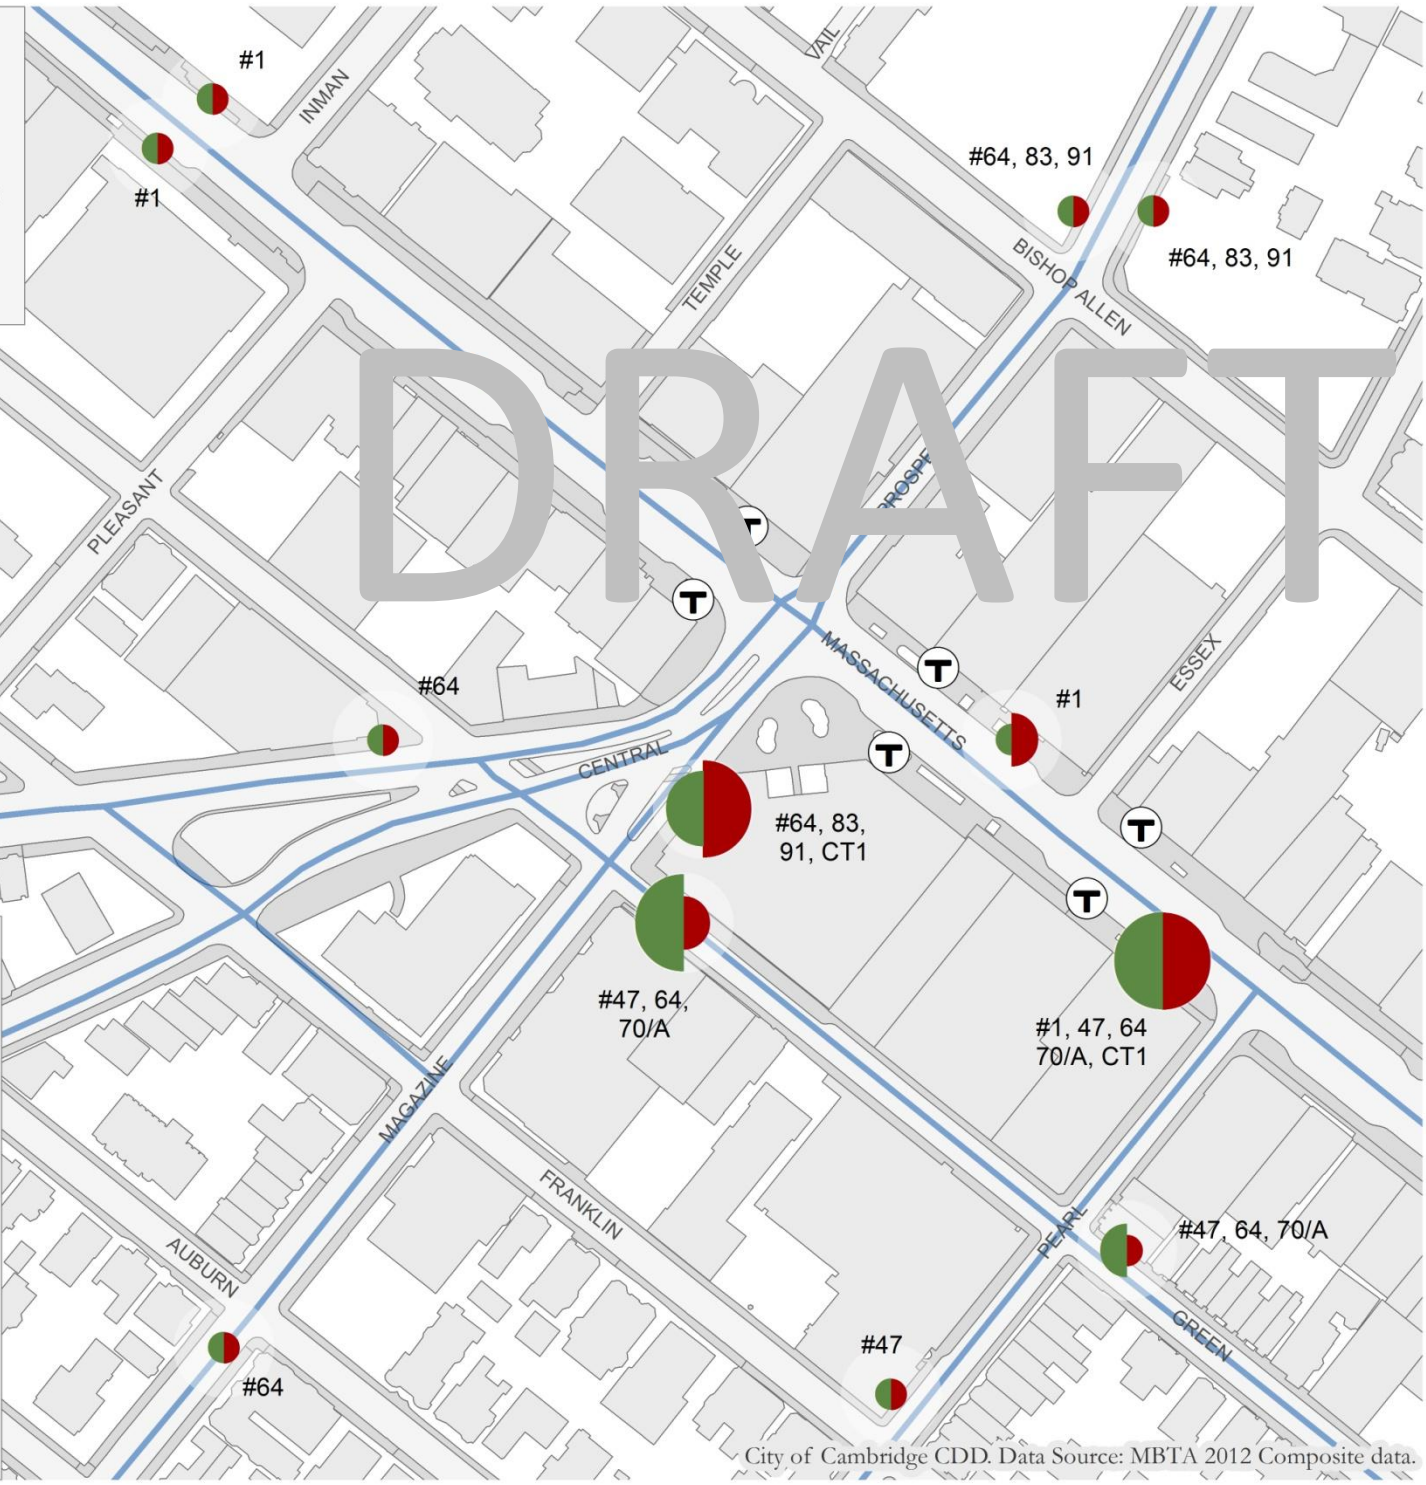 #1
VAIL
INMAN
#1
#64, 83, 91
#64, 83, 91
BISHOP ALLEN
TEMPLE
DRAFT
PLEASANT
PROSPE
T
T
MASSACHUSETTS
T
ESSEX
#64
#1
CENTRAL
T
T
#64, 83,
91, CT1
T
#47, 64,
70/A
#1, 47, 64
70/A, CT1
MAGAZINE
FRANKLIN
PEARL
#47, 64, 70/A
AUBURN
GREEN
#47
#64
City of Cambridge CDD. Data Source: MBTA 2012 Composite data.